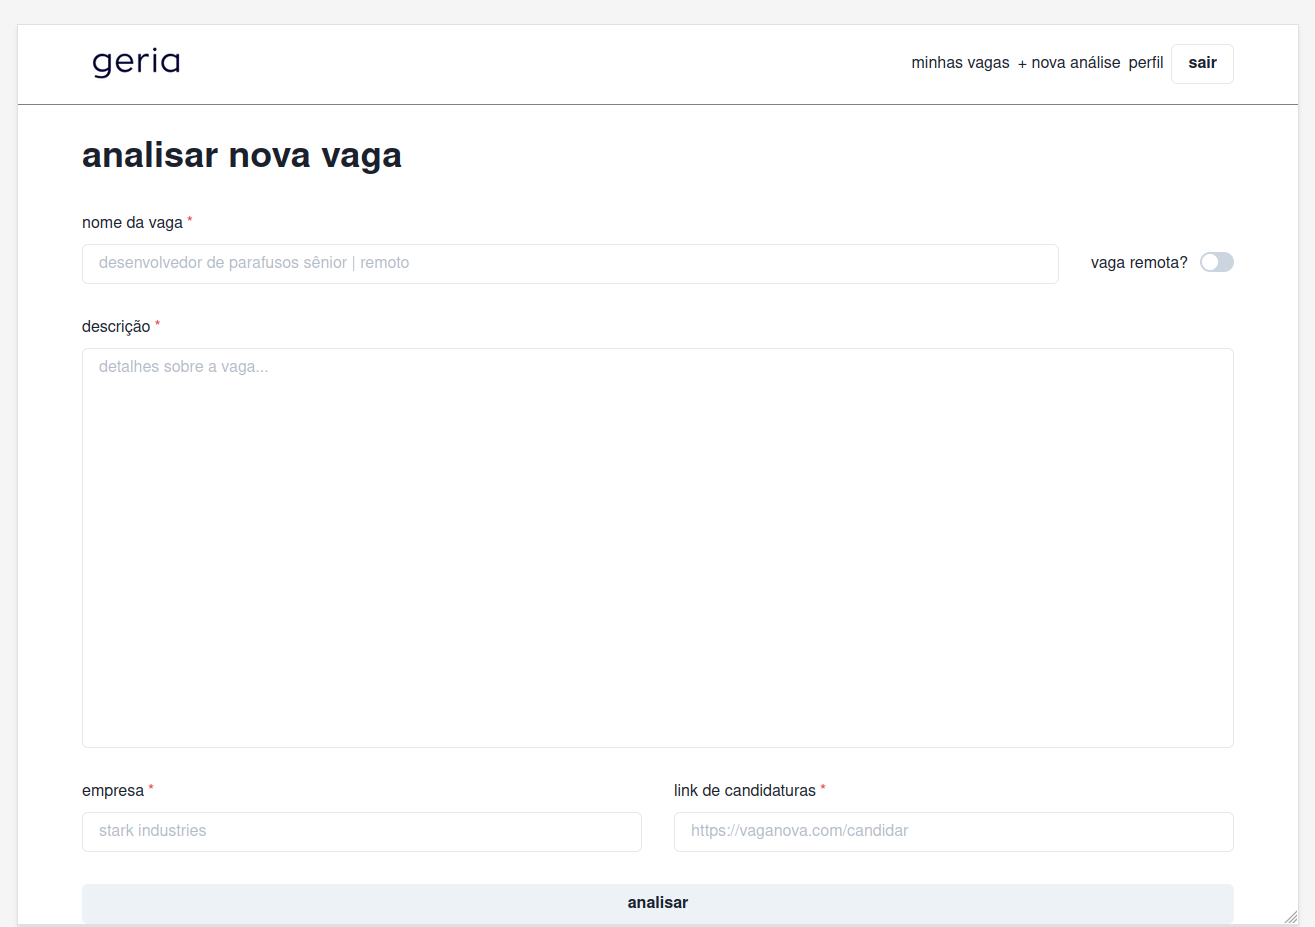 geria
minhas vagas + nova análise perfil sair
analisar nova vaga
nome da vaga *
desenvolvedor de parafusos sênior | remoto
vaga remota?
descrição *
detalhes sobre a vaga...
empresa *
link de candidaturas *
stark industries
https://vaganova.com/candidar
analisar